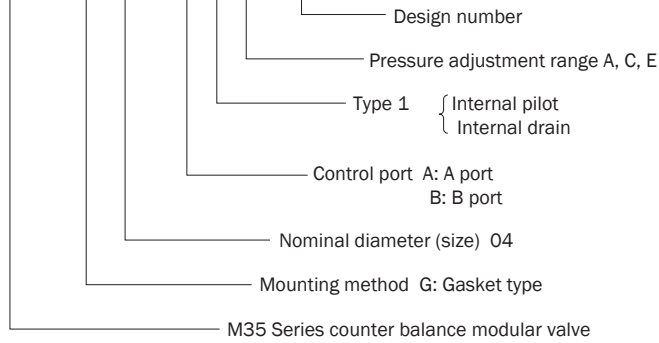 Design number
Pressure adjustment range A, C, E
Type 1 Internal pilot
Internal drain
Control port A: A port
B: B port
Nominal diameter (size) 04
Mounting method G: Gasket type
M35 Series counter balance modular valve